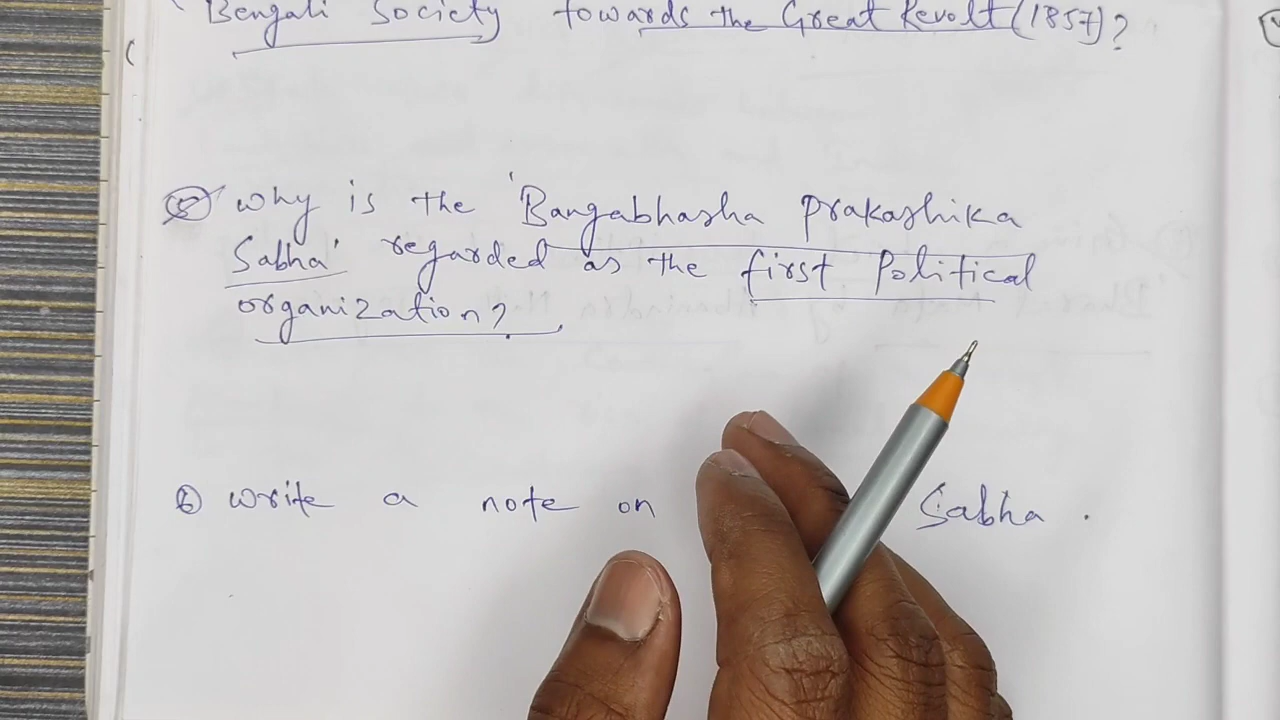 Bengali Society towards the Great Revolt (1857)?
⑤ Why is the 'Bangabhasha Prakashika
Sabha' regarded as the first Political
organization?
⑥ Write a note on Sabha.